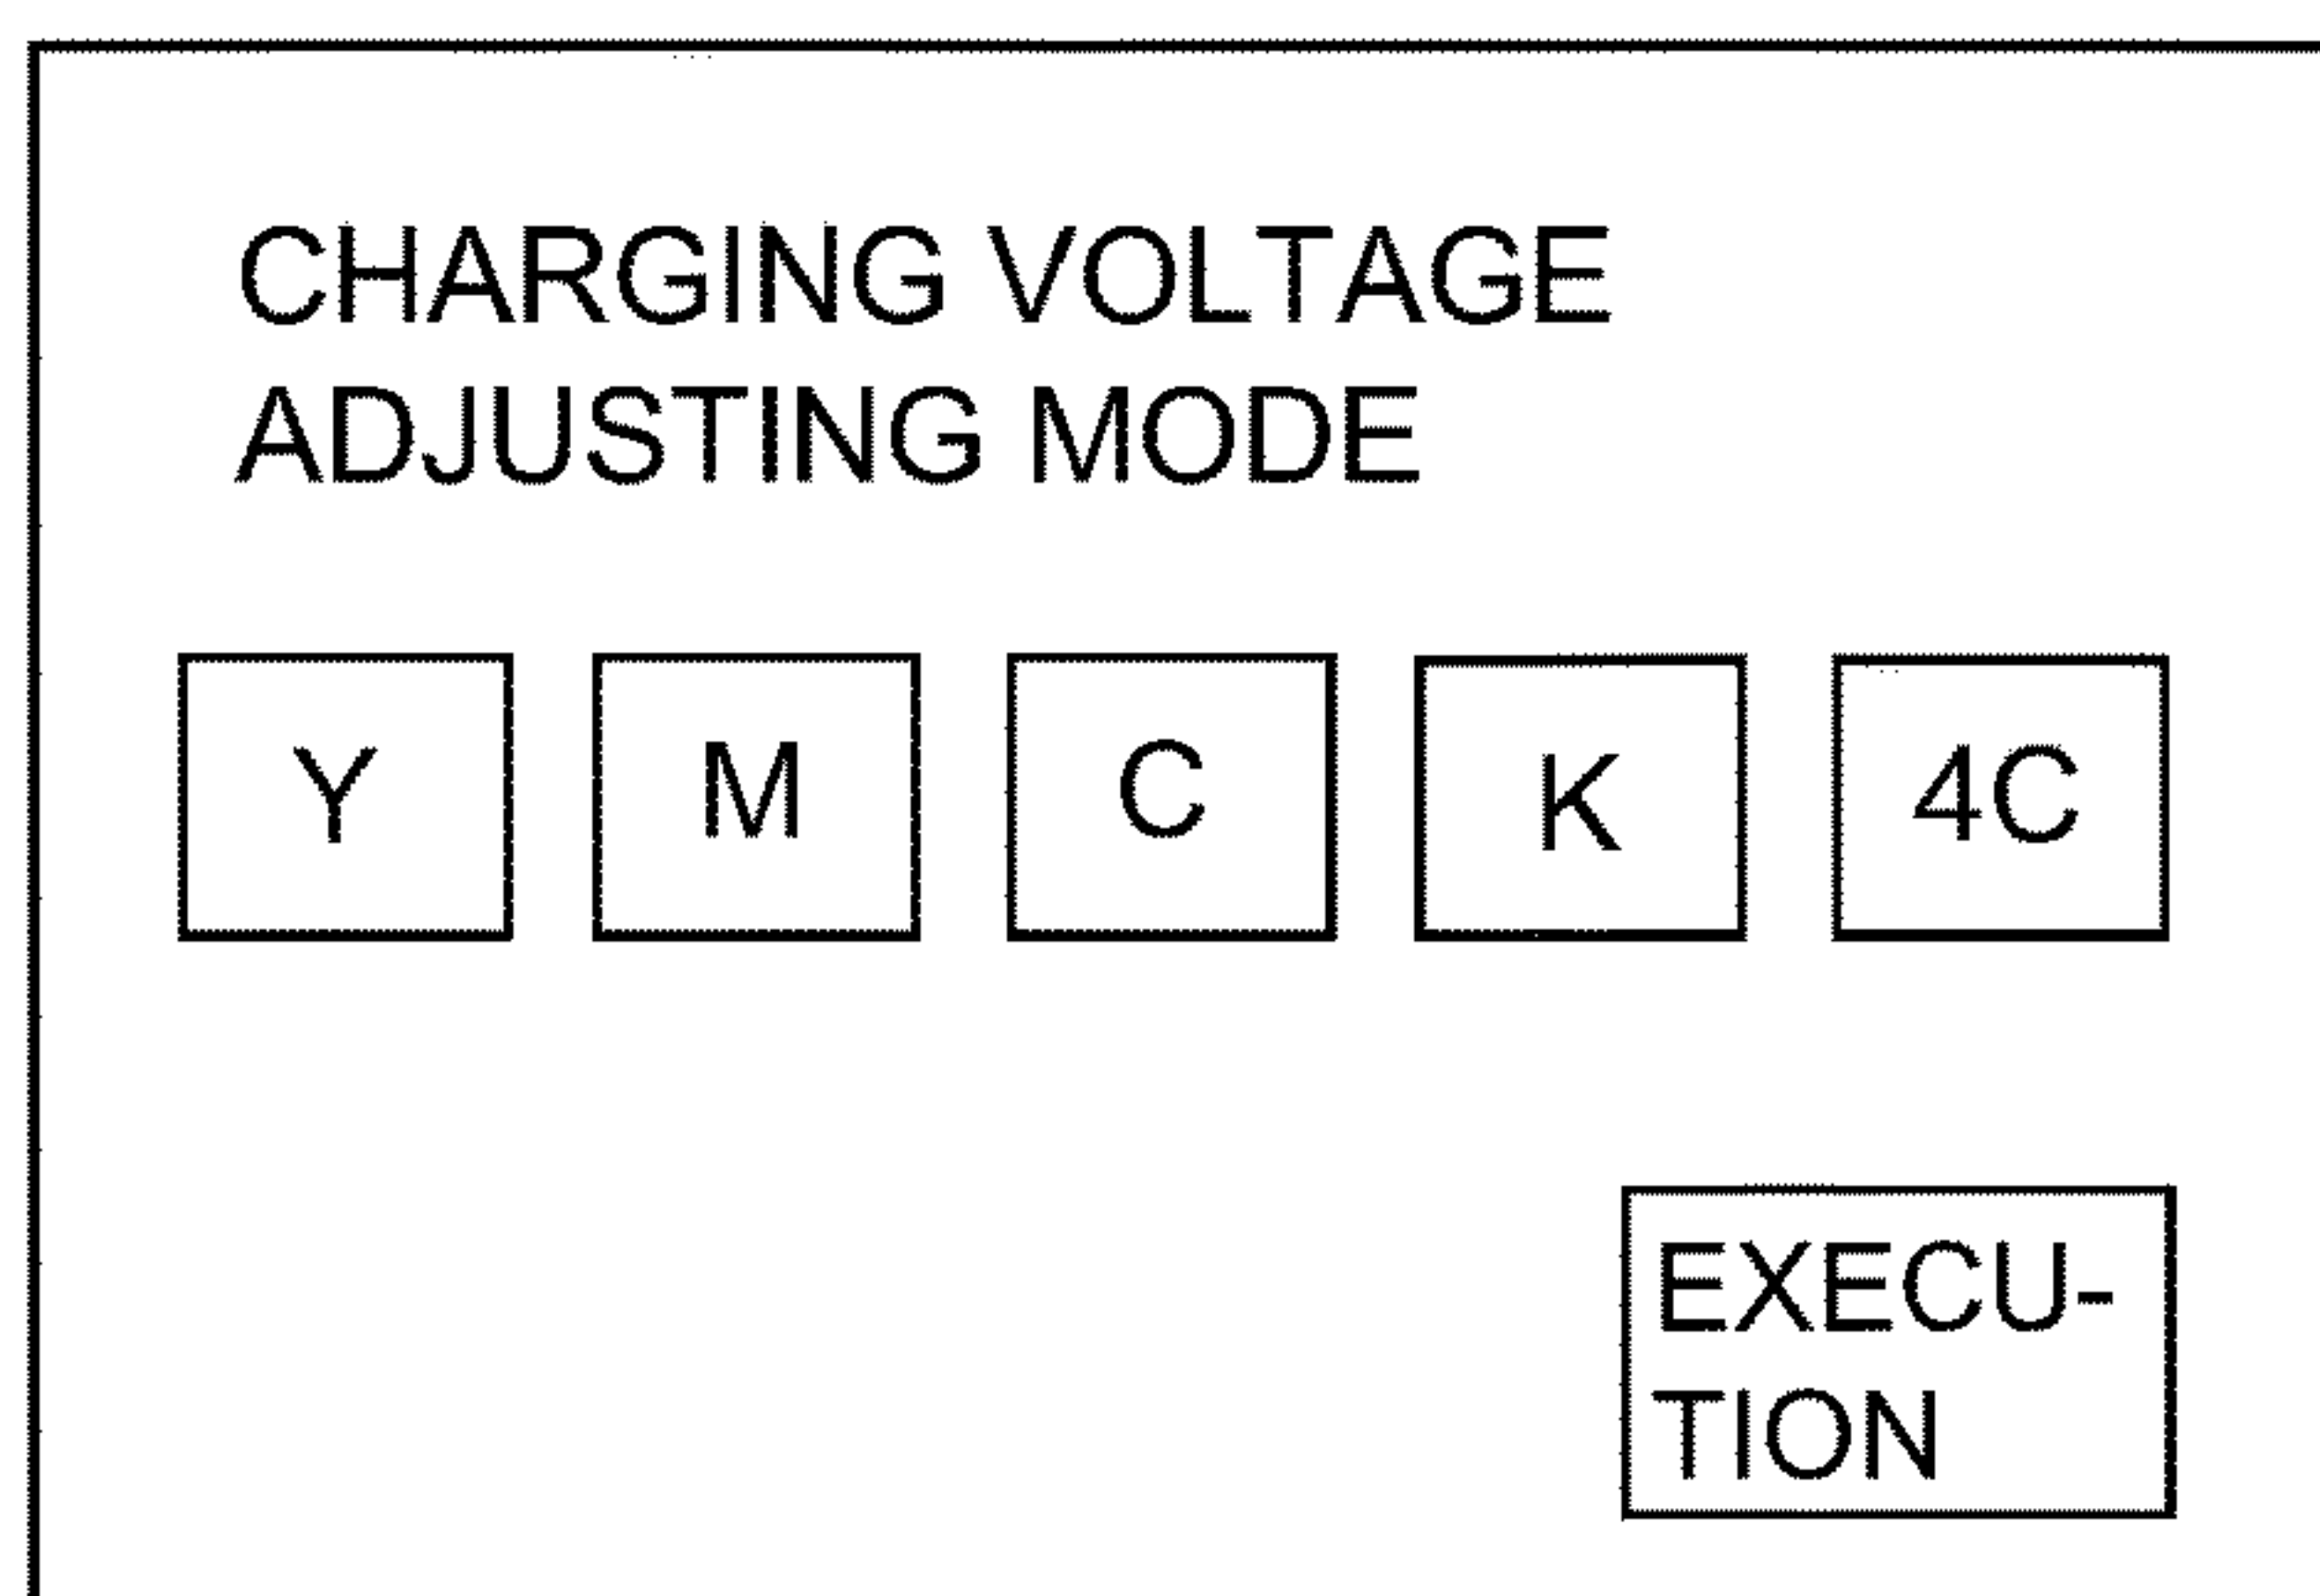 CHARGING VOLTAGE
ADJUSTING MODE
Y M C K 4C
EXECU-
TION